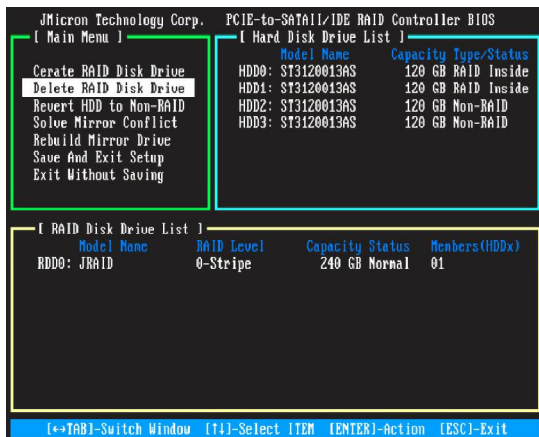 JMicron Technology Corp. PCIE-to-SATAII/IDE RAID Controller BIOS
[ Main Menu ]
Cerate RAID Disk Drive
Delete RAID Disk Drive
Revert HDD to Non-RAID
Solve Mirror Conflict
Rebuild Mirror Drive
Save And Exit Setup
Exit Without Saving
[ Hard Disk Drive List ]
Model Name Capacity Type/Status
HDD0: ST3120013AS 120 GB RAID Inside
HDD1: ST3120013AS 120 GB RAID Inside
HDD2: ST3120013AS 120 GB Non-RAID
HDD3: ST3120013AS 120 GB Non-RAID
[ RAID Disk Drive List ]
Model Name RAID Level Capacity Status Members(HDDx)
RDD0: JRAID 0-Stripe 240 GB Normal 01
[↔TAB]-Switch Window [↑↓]-Select ITEM [ENTER]-Action [ESC]-Exit